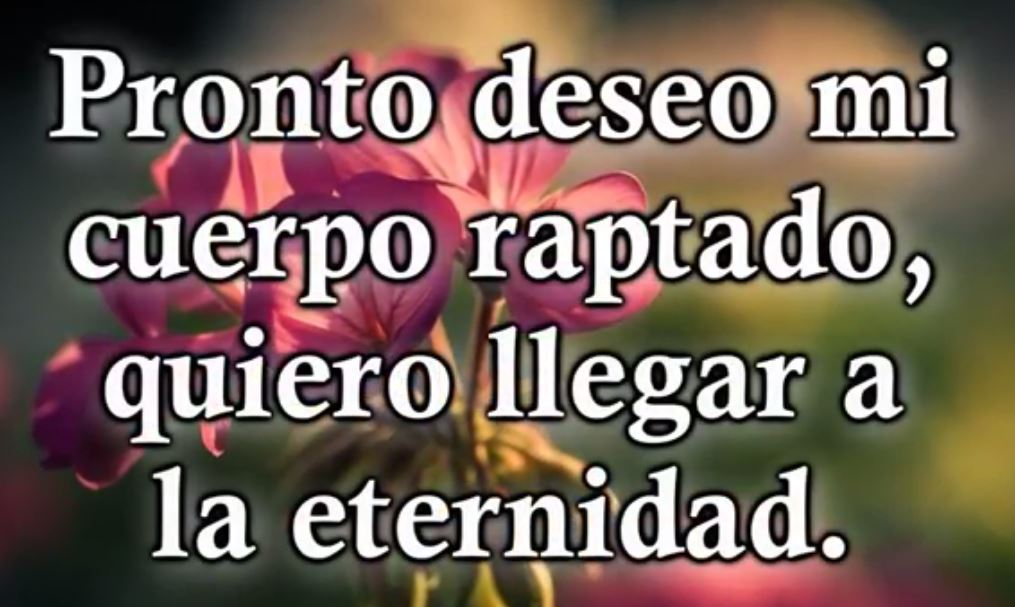 Pronto deseo mi
cuerpo raptado,
quiero llegar a
la eternidad.